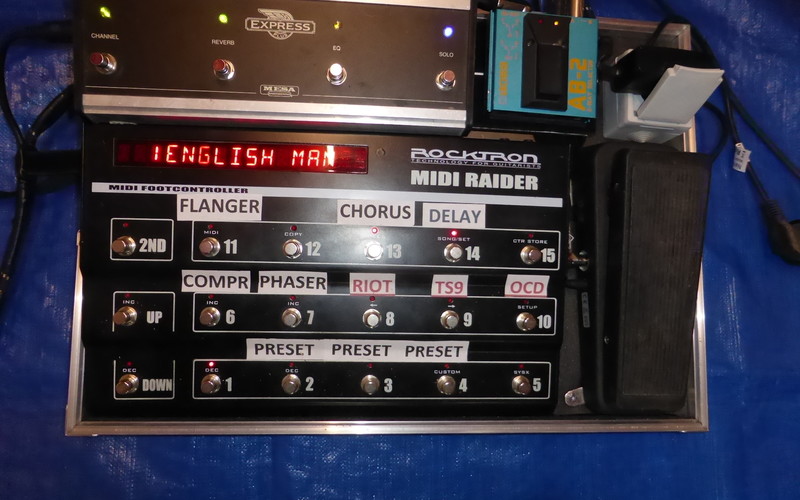 CHANNEL
REVERB
EXPRESS
EQ
SOLO
MESA
AB-2
1ENGLISH MAN
ROCKTRON
TECHNOLOGY FOR GUITARISTS
MIDI RAIDER
MIDI FOOTCONTROLLER
FLANGER CHORUS DELAY
MIDI COPY SONG/SET CTR STORE
2ND 11 12 13 14 15
COMPR PHASER RIOT TS9 OCD
INC INC INC SETUP
UP 6 7 8 9 10
PRESET PRESET PRESET
DEC DEC DEC CUSTOM SYSX
DOWN 1 2 3 4 5